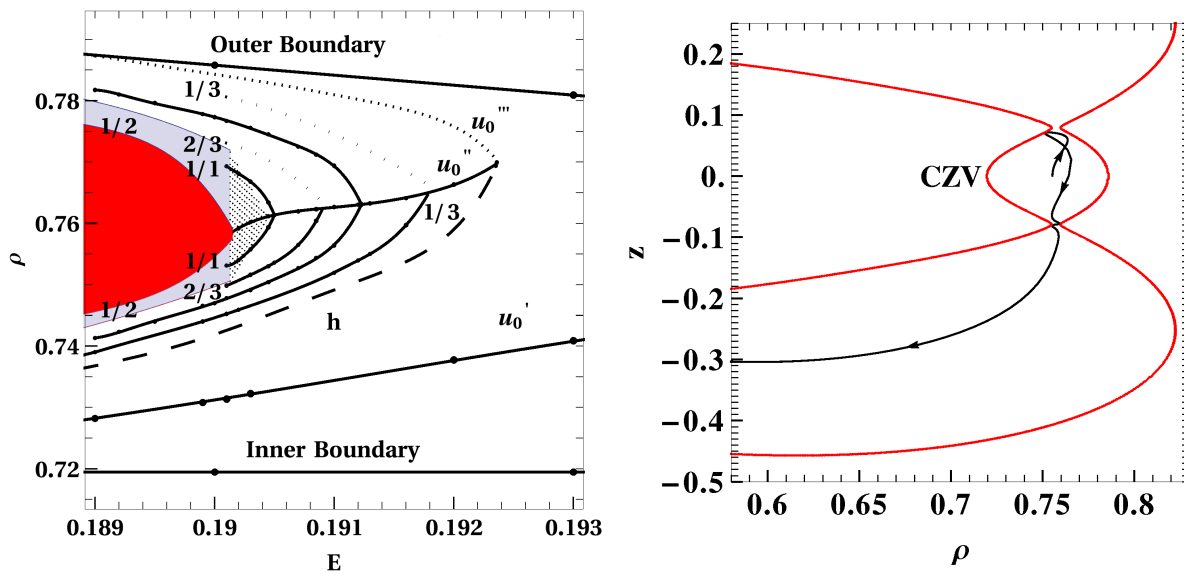 Outer Boundary
1/3
u₀'''
0.78
1/2
2/3
u₀''
1/1
1/3
0.76
ρ
1/1
2/3
1/2
h
u₀'
0.74
Inner Boundary
0.72
0.189
0.19
0.191
0.192
0.193
E
0.2
0.1
0.
CZV
z
−0.1
−0.2
−0.3
−0.4
−0.5
0.6
0.65
0.7
0.75
0.8
ρ